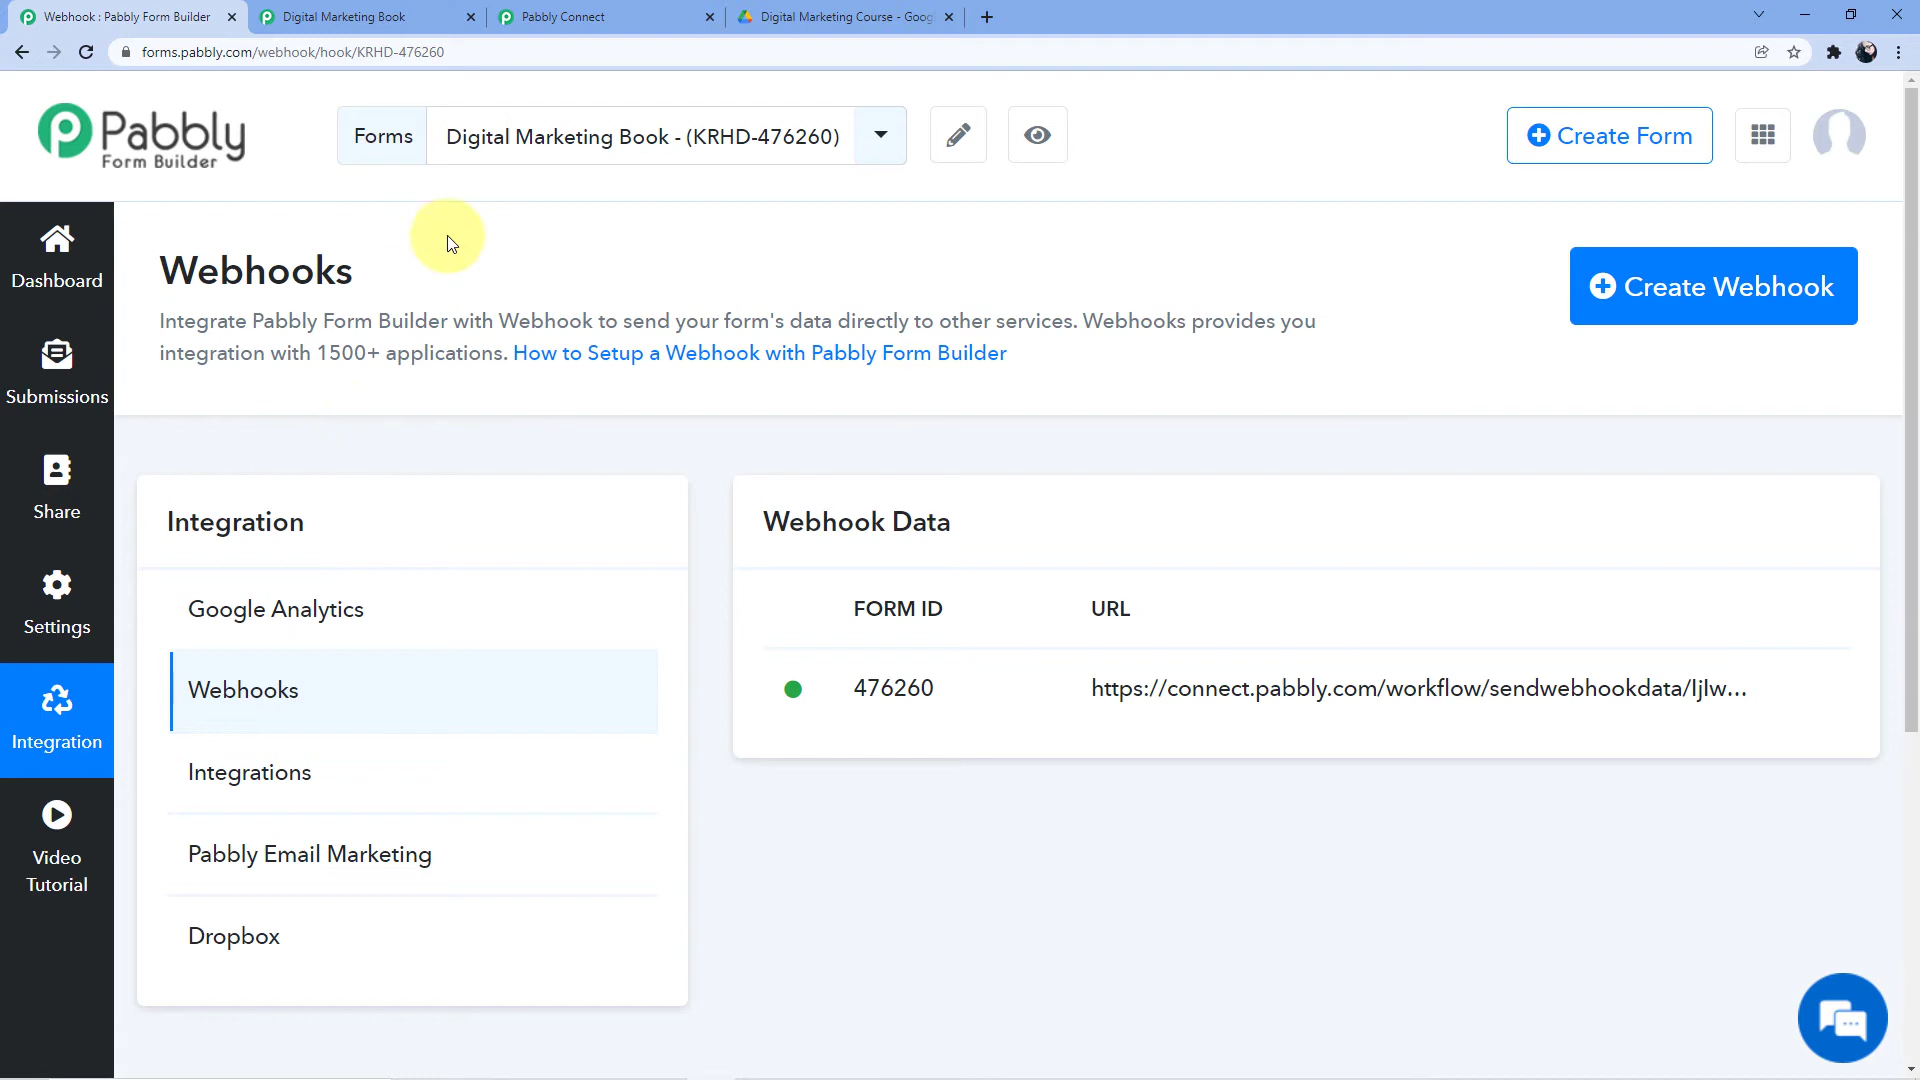 Webhook : Pabbly Form Builder
Digital Marketing Book
Pabbly Connect
Digital Marketing Course - Goog
forms.pabbly.com/webhook/hook/KRHD-476260
Pabbly
Form Builder
Forms
Digital Marketing Book - (KRHD-476260)
Create Form
Dashboard
Submissions
Share
Settings
Integration
Video
Tutorial
Webhooks
Integrate Pabbly Form Builder with Webhook to send your form's data directly to other services. Webhooks provides you
integration with 1500+ applications. How to Setup a Webhook with Pabbly Form Builder
Create Webhook
Integration
Google Analytics
Webhooks
Integrations
Pabbly Email Marketing
Dropbox
Webhook Data
FORM ID
URL
476260
https://connect.pabbly.com/workflow/sendwebhookdata/IjIw...